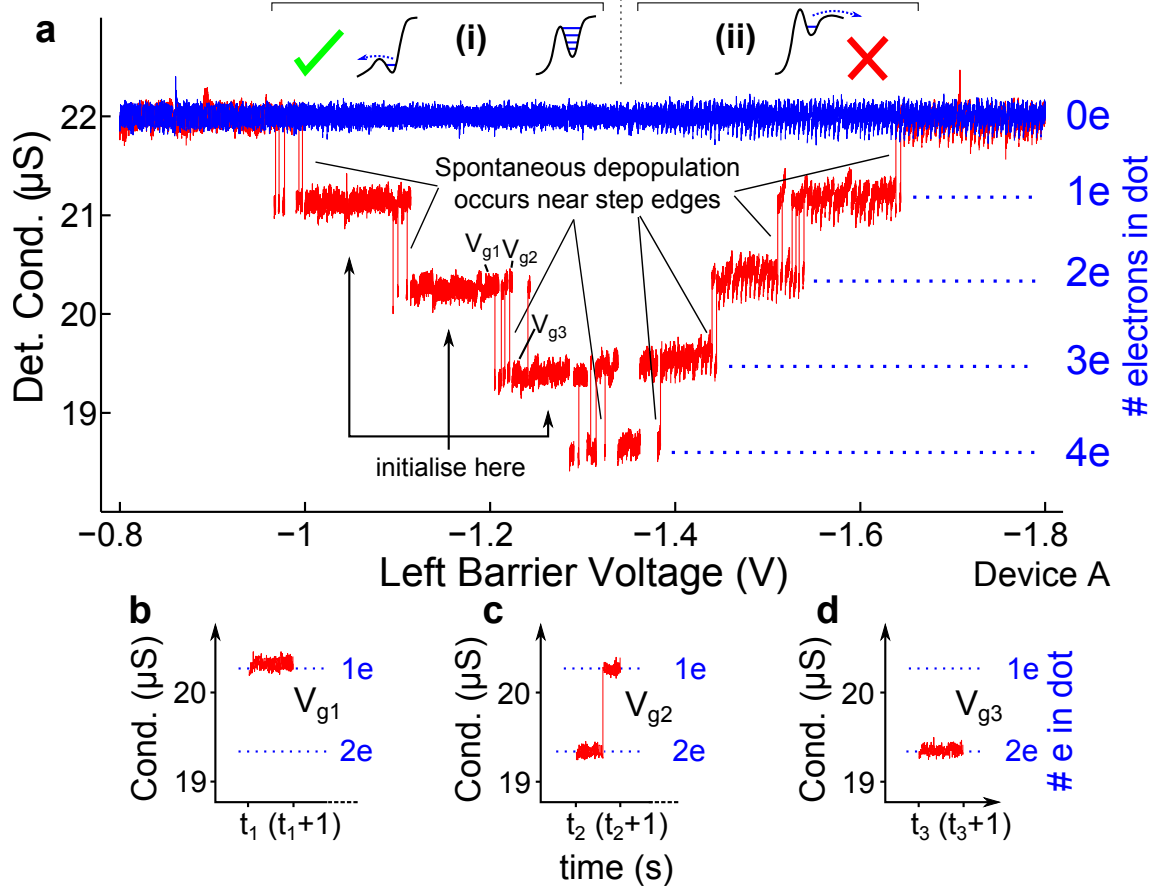 a
(i)
(ii)
22
21
20
19
Det. Cond. (µS)
Spontaneous depopulation
occurs near step edges
Vg1 Vg2
Vg3
initialise here
0e
1e
2e
3e
4e
# electrons in dot
−0.8
−1
−1.2
−1.4
−1.6
−1.8
Left Barrier Voltage (V)
Device A
b
Cond. (µS)
20
19
1e
Vg1
2e
t1 (t1+1)
c
Cond. (µS)
20
19
1e
Vg2
2e
t2 (t2+1)
d
Cond. (µS)
20
19
1e
Vg3
2e
t3 (t3+1)
# e in dot
time (s)